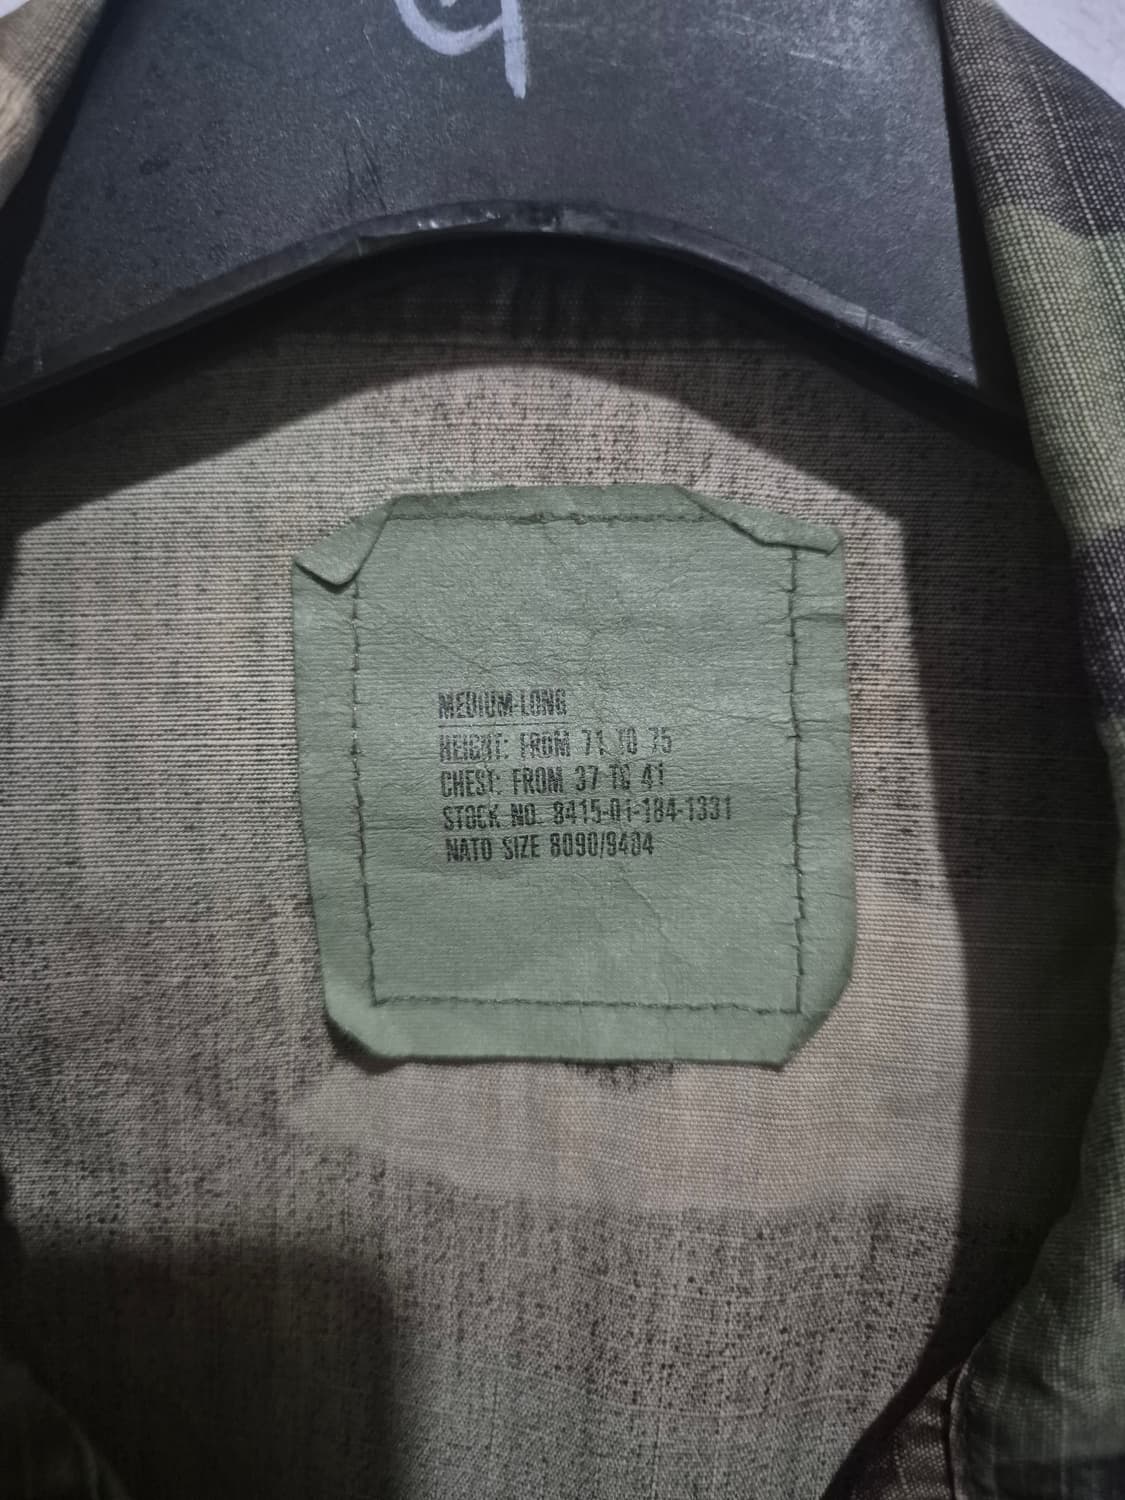 9
MEDIUM-LONG
HEIGHT: FROM 71 TO 75
CHEST: FROM 37 TO 41
STOCK NO. 8415-01-184-1331
NATO SIZE 8090/9404